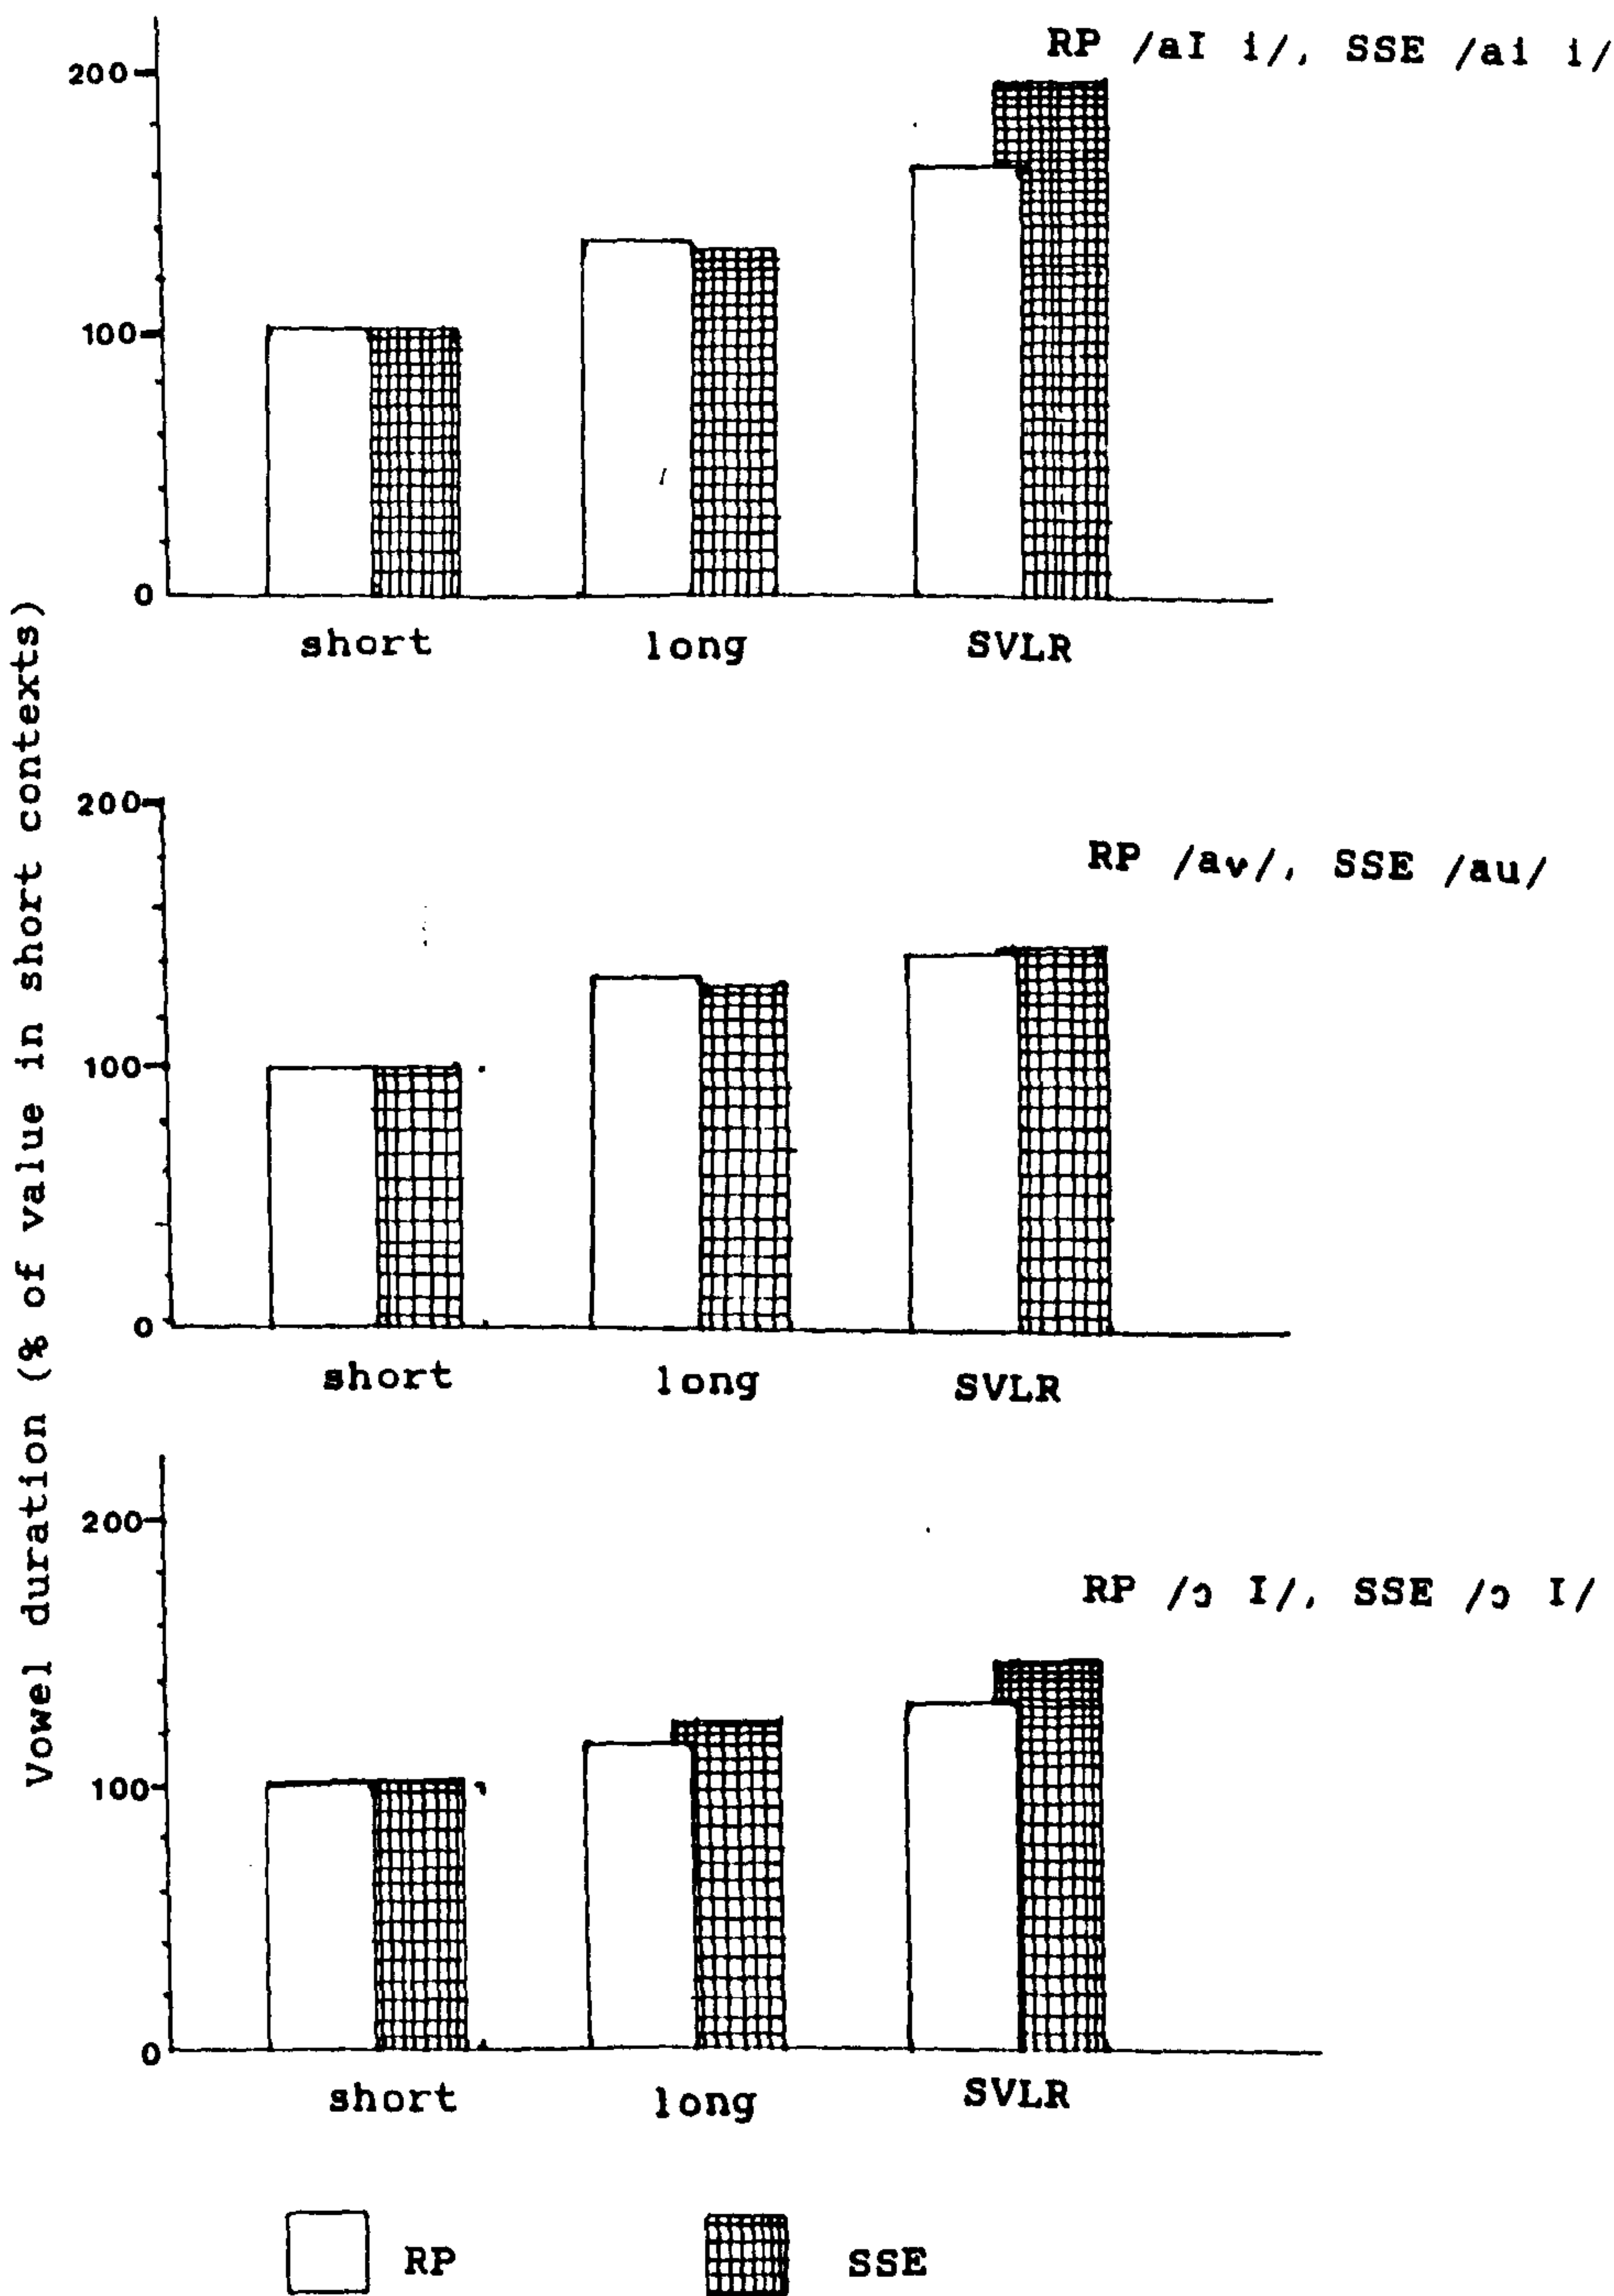 RP /aI i/, SSE /ai i/
200
100
0
short long SVLR
Vowel duration (% of value in short contexts)
200
RP /aʋ/, SSE /au/
100
0
short long SVLR
200
RP /ɔ I/, SSE /ɔ I/
100
0
short long SVLR
RP SSE